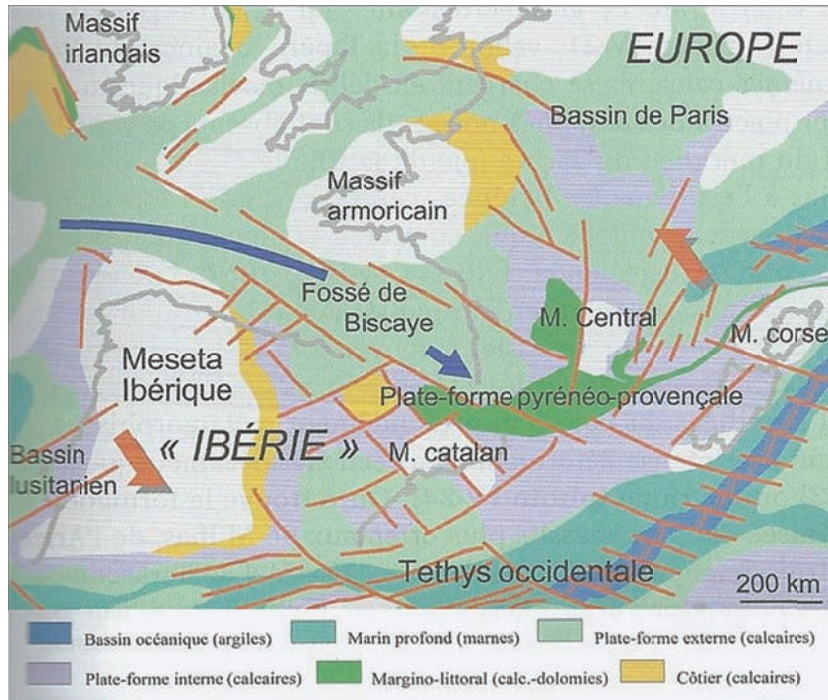 Massif
irlandais
EUROPE
Bassin de Paris
Massif
armoricain
Fossé de
Biscaye
M. Central
M. corse
Meseta
Ibérique
Plate-forme pyrénéo-provençale
« IBÉRIE »
M. catalan
Bassin
lusitanien
Tethys occidentale
200 km
Bassin océanique (argiles)
Marin profond (marnes)
Plate-forme externe (calcaires)
Plate-forme interne (calcaires)
Margino-littoral (calc.-dolomies)
Côtier (calcaires)